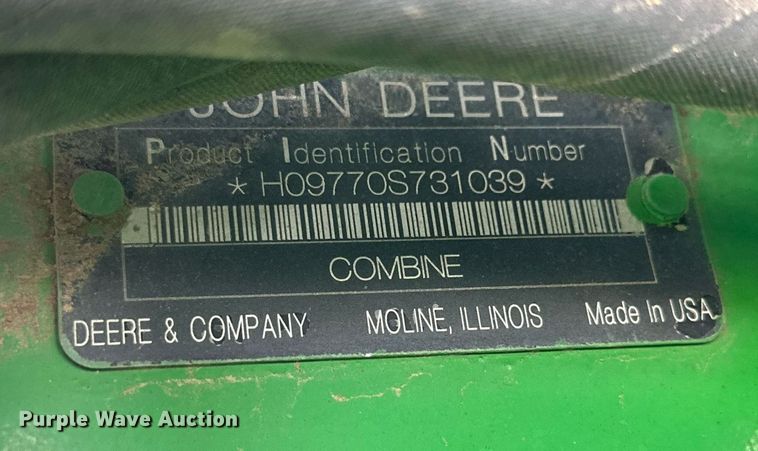 JOHN DEERE
Product Identification Number
* H09770S731039 *
COMBINE
DEERE & COMPANY MOLINE, ILLINOIS Made In USA
Purple Wave Auction